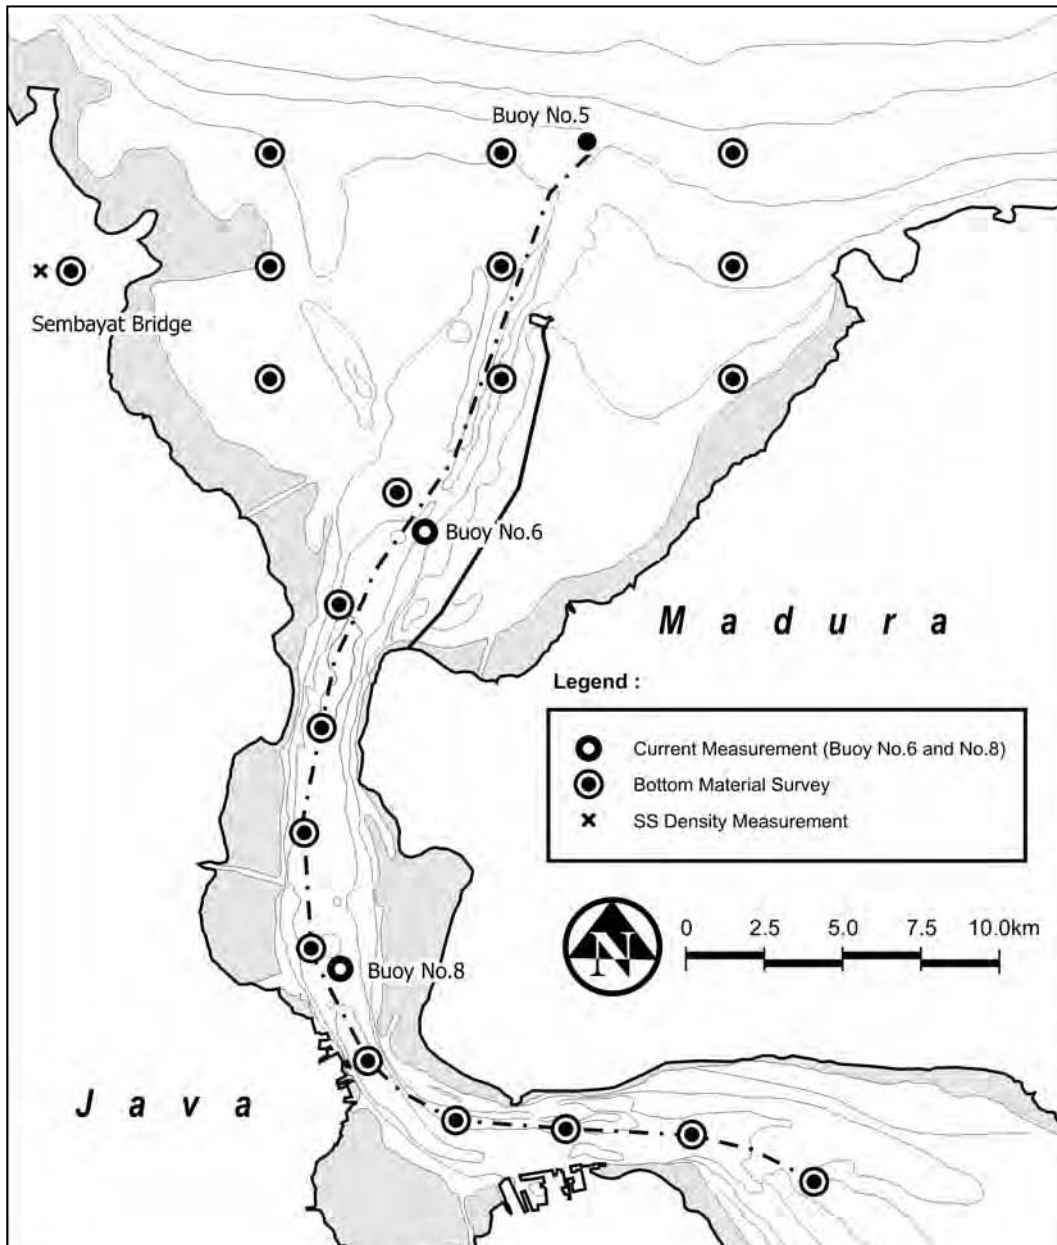 Buoy No.5
Sembayat Bridge
Buoy No.6
M a d u r a
Legend :
Current Measurement (Buoy No.6 and No.8)
Bottom Material Survey
SS Density Measurement
N
0 2.5 5.0 7.5 10.0km
Buoy No.8
J a v a